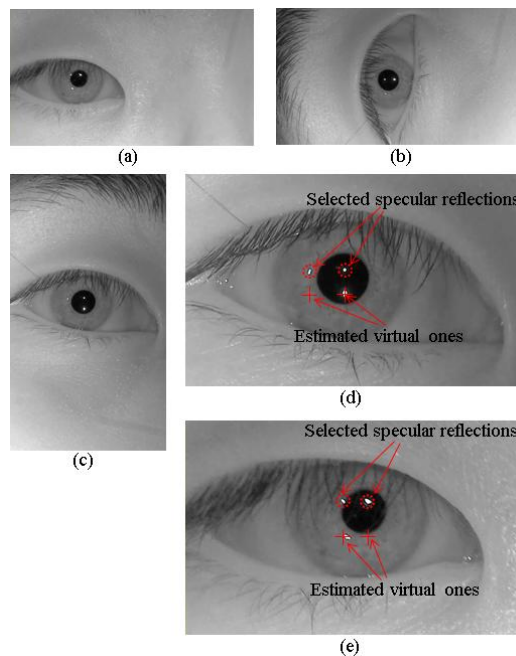 (a)
(b)
Selected specular reflections
Estimated virtual ones
(c)
(d)
Selected specular reflections
Estimated virtual ones
(e)